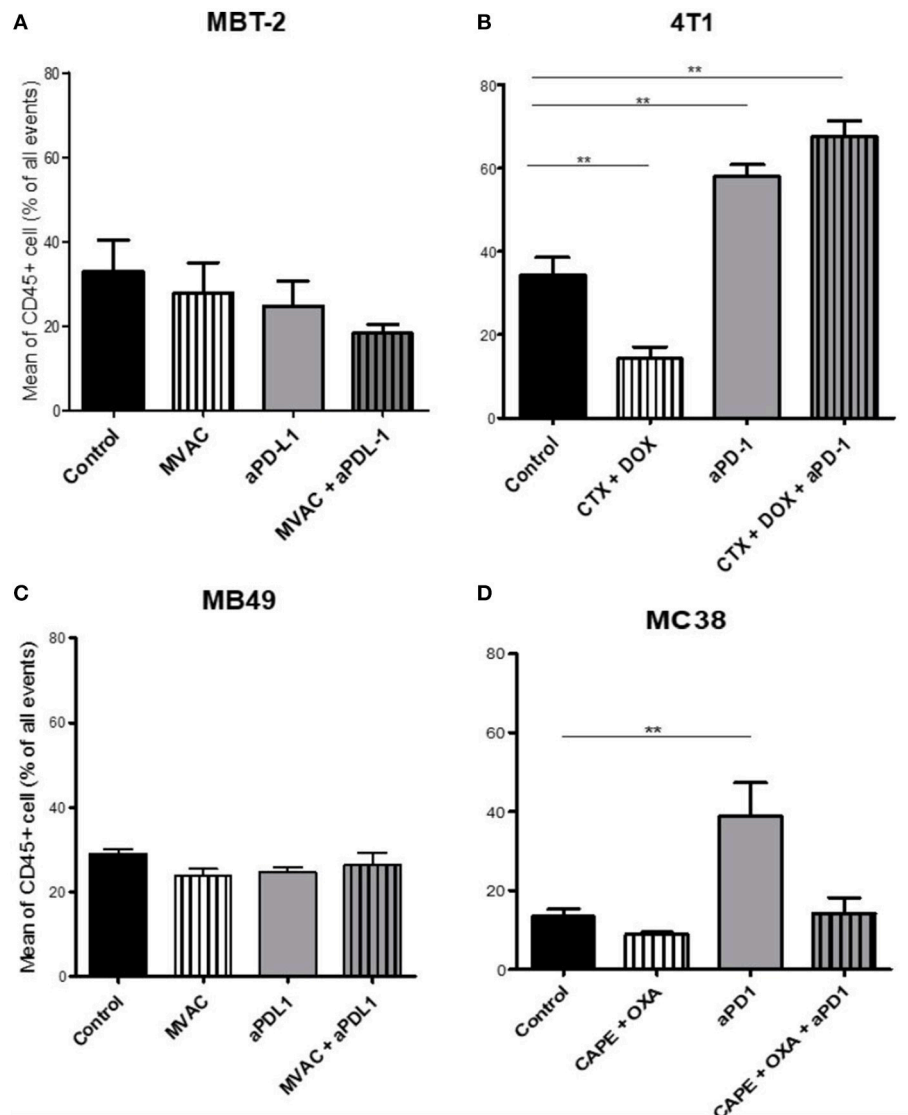 A
MBT-2
Mean of CD45+ cell (% of all events)
80
60
40
20
0
Control
MVAC
aPD-L1
MVAC + aPDL-1
B
4T1
80
60
40
20
0
**
**
**
Control
CTX + DOX
aPD-1
CTX + DOX + aPD-1
C
MB49
Mean of CD45+ cell (% of all events)
80
60
40
20
0
Control
MVAC
aPDL1
MVAC + aPDL1
D
MC38
80
60
40
20
0
**
Control
CAPE + OXA
aPD1
CAPE + OXA + aPD1